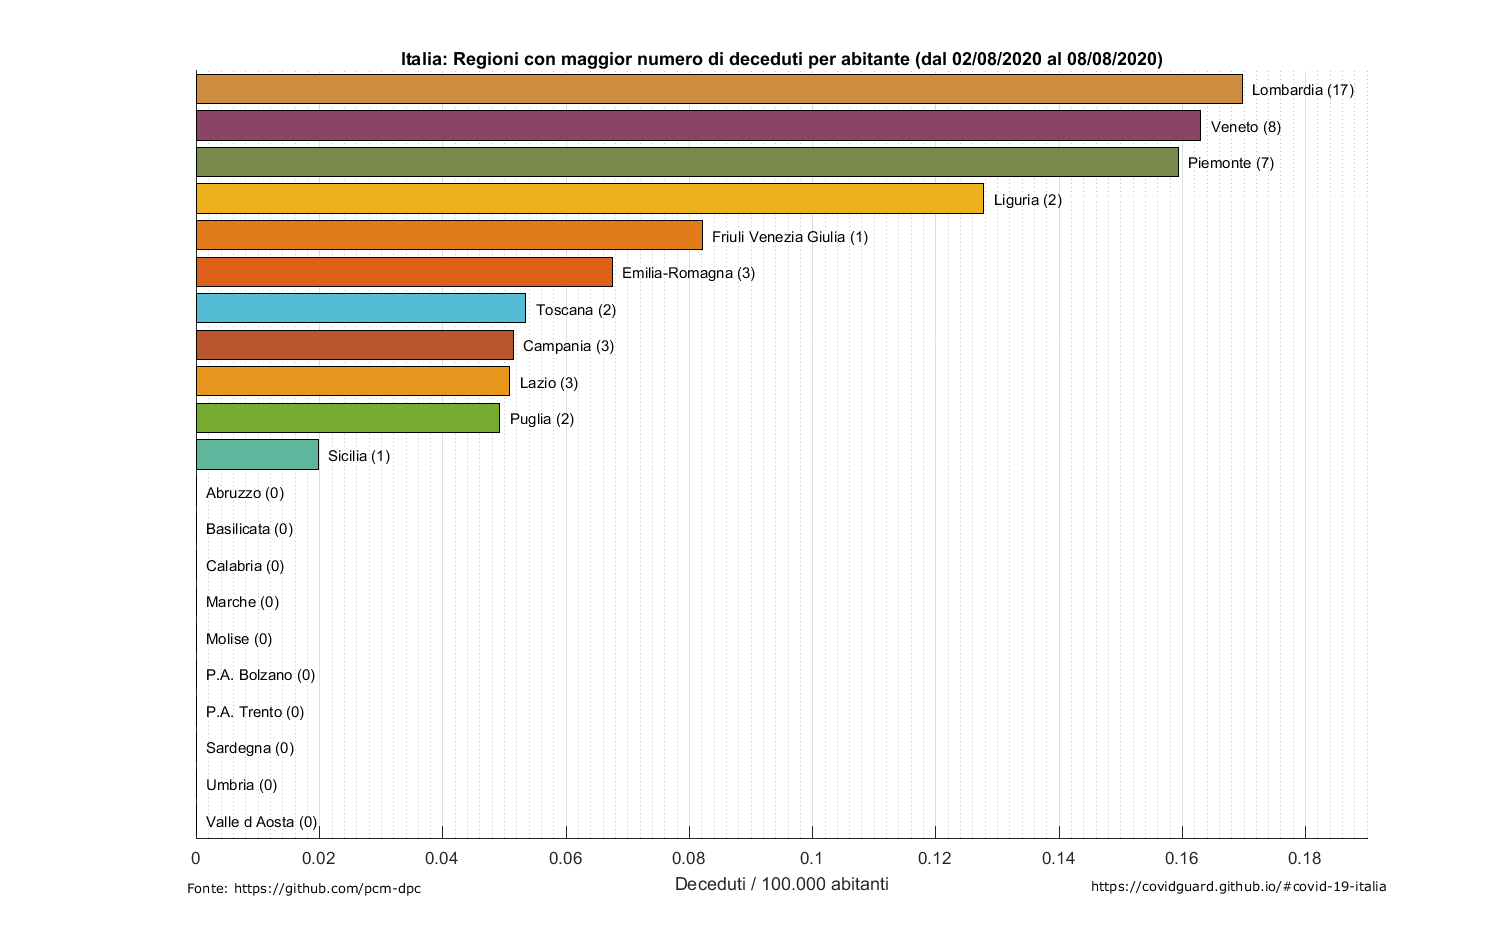 Italia: Regioni con maggior numero di deceduti per abitante (dal 02/08/2020 al 08/08/2020)
Lombardia (17)
Veneto (8)
Piemonte (7)
Liguria (2)
Friuli Venezia Giulia (1)
Emilia-Romagna (3)
Toscana (2)
Campania (3)
Lazio (3)
Puglia (2)
Sicilia (1)
Abruzzo (0)
Basilicata (0)
Calabria (0)
Marche (0)
Molise (0)
P.A. Bolzano (0)
P.A. Trento (0)
Sardegna (0)
Umbria (0)
Valle d Aosta (0)
0 0.02 0.04 0.06 0.08 0.1 0.12 0.14 0.16 0.18
Deceduti / 100.000 abitanti
Fonte: https://github.com/pcm-dpc
https://covidguard.github.io/#covid-19-italia